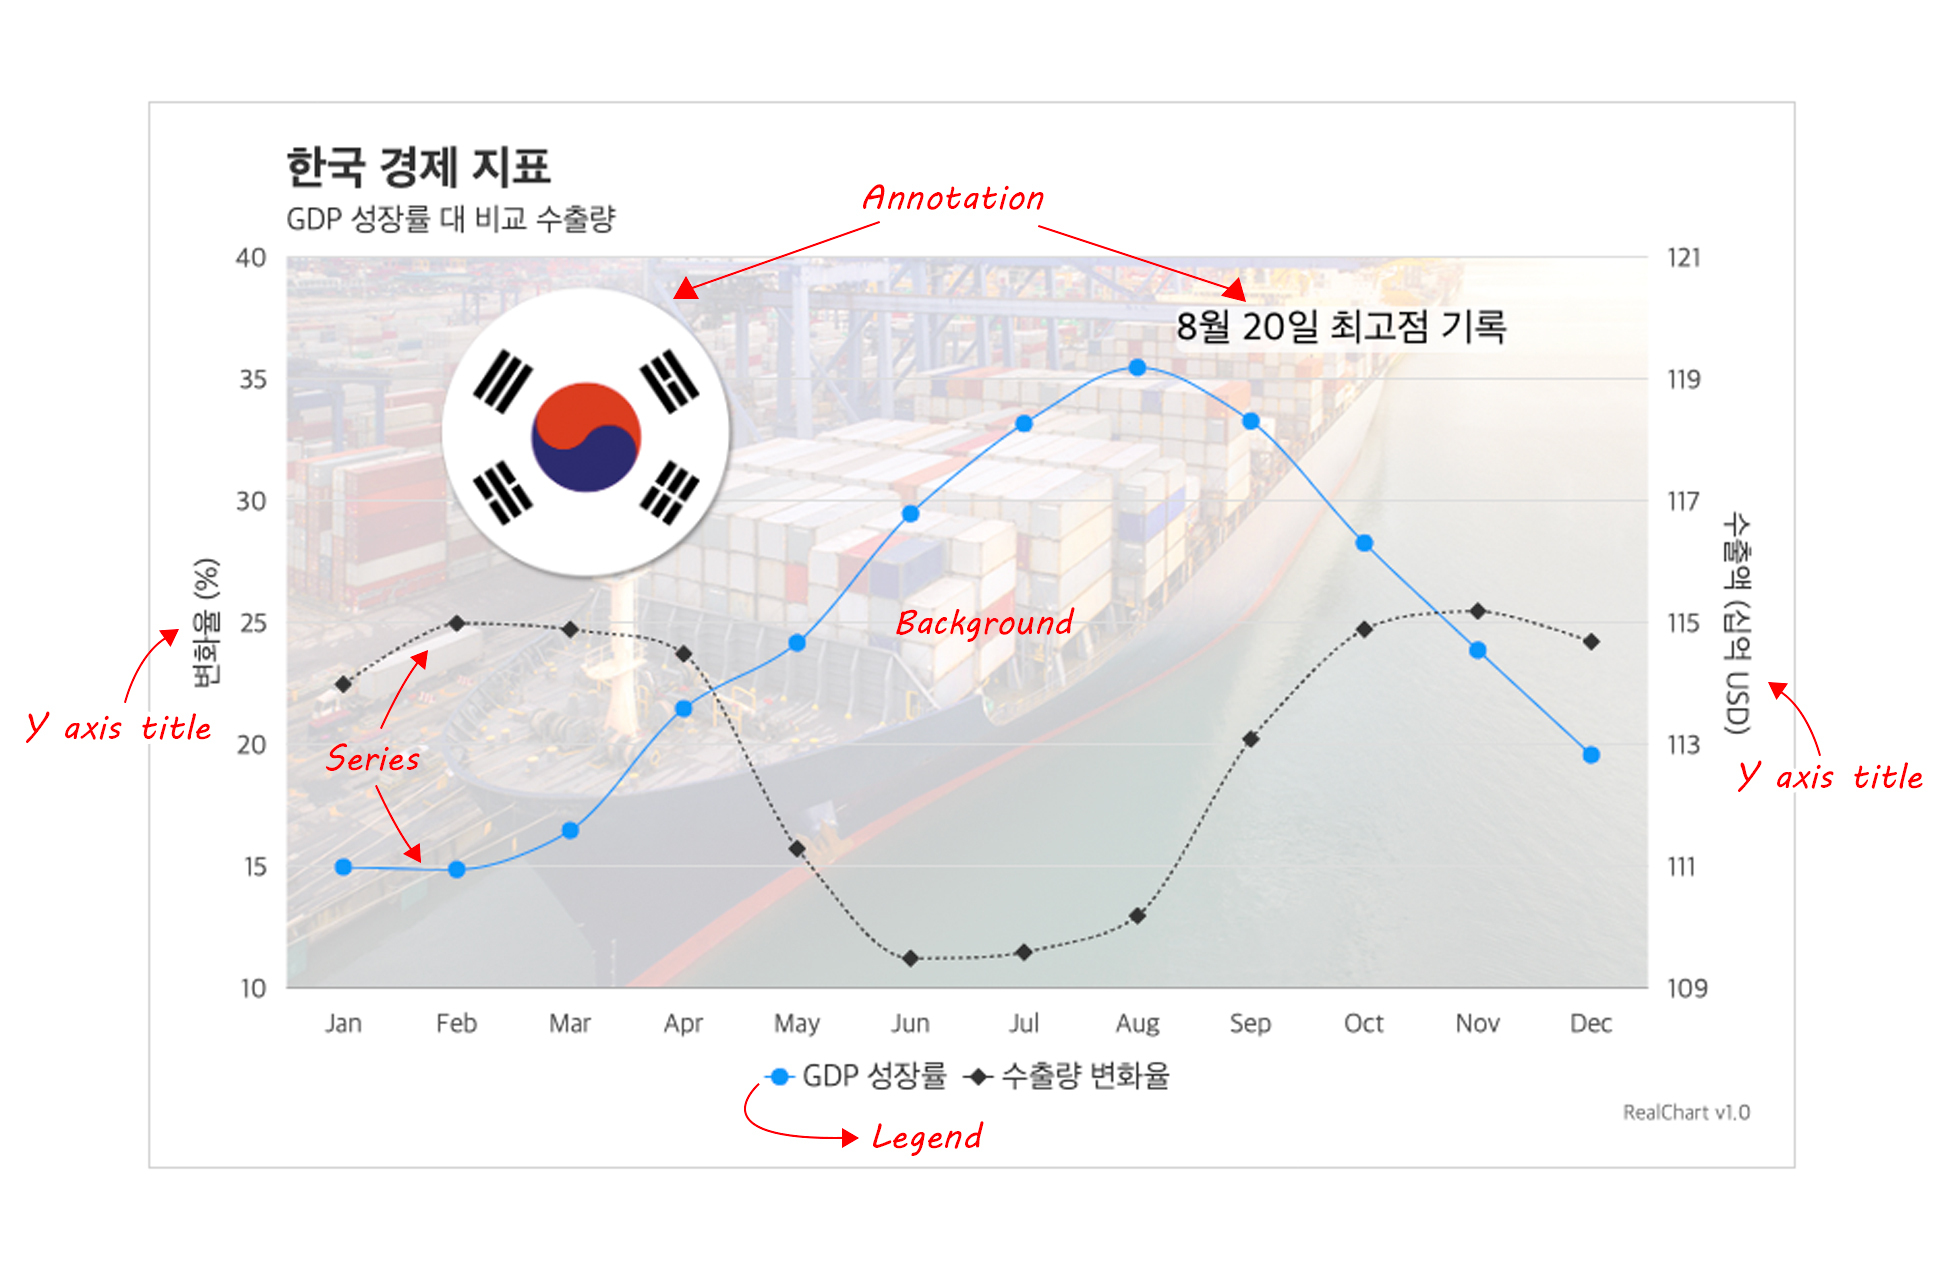 한국 경제 지표
GDP 성장률 대 비교 수출량
Annotation
40
35
30
25
20
15
10
121
119
117
115
113
111
109
8월 20일 최고점 기록
변화율 (%)
수출액 (십억 USD)
Y axis title
Series
Background
Y axis title
Jan Feb Mar Apr May Jun Jul Aug Sep Oct Nov Dec
GDP 성장률 수출량 변화율
RealChart v1.0
Legend